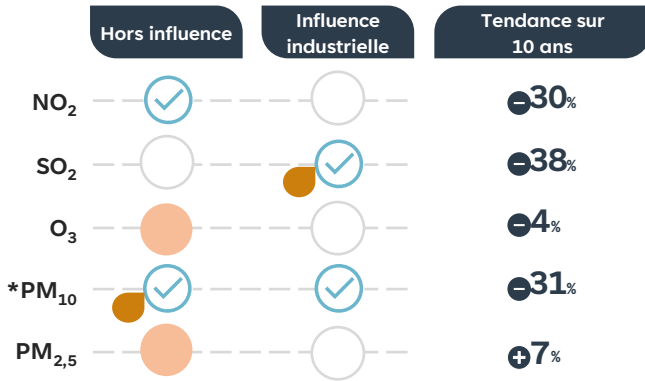 Hors influence
Influence
industrielle
Tendance sur
10 ans
NO₂ -30%
SO₂ -38%
O₃ -4%
*PM₁₀ -31%
PM₂,₅ +7%